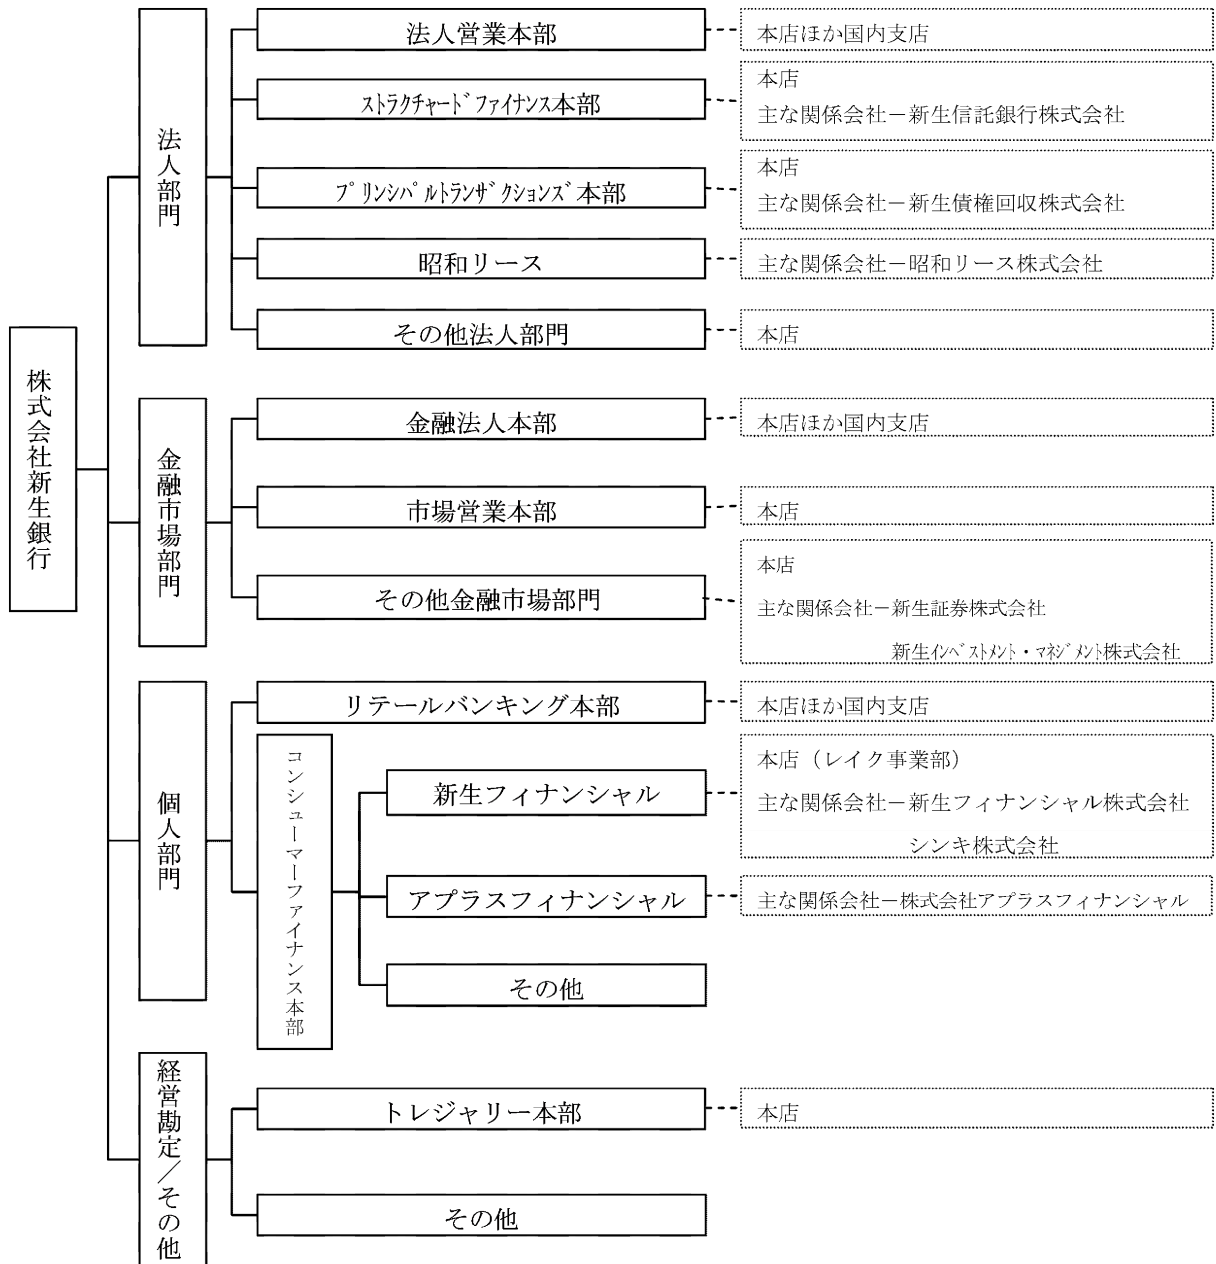 株式会社新生銀行
法人部門
法人営業本部
本店ほか国内支店
ｽﾄﾗｸﾁｬｰﾄﾞﾌｧｲﾅﾝｽ本部
本店
主な関係会社－新生信託銀行株式会社
ﾌﾟﾘﾝｼﾊﾟﾙﾄﾗﾝｻﾞｸｼｮﾝｽﾞ本部
本店
主な関係会社－新生債権回収株式会社
昭和リース
主な関係会社－昭和リース株式会社
その他法人部門
本店
金融市場部門
金融法人本部
本店ほか国内支店
市場営業本部
本店
その他金融市場部門
本店
主な関係会社－新生証券株式会社
新生ｲﾝﾍﾞｽﾄﾒﾝﾄ・ﾏﾈｼﾞﾒﾝﾄ株式会社
個人部門
リテールバンキング本部
本店ほか国内支店
コンシューマーファイナンス本部
新生フィナンシャル
本店（レイク事業部）
主な関係会社－新生フィナンシャル株式会社
シンキ株式会社
アプラスフィナンシャル
主な関係会社－株式会社アプラスフィナンシャル
その他
経営勘定／その他
トレジャリー本部
本店
その他